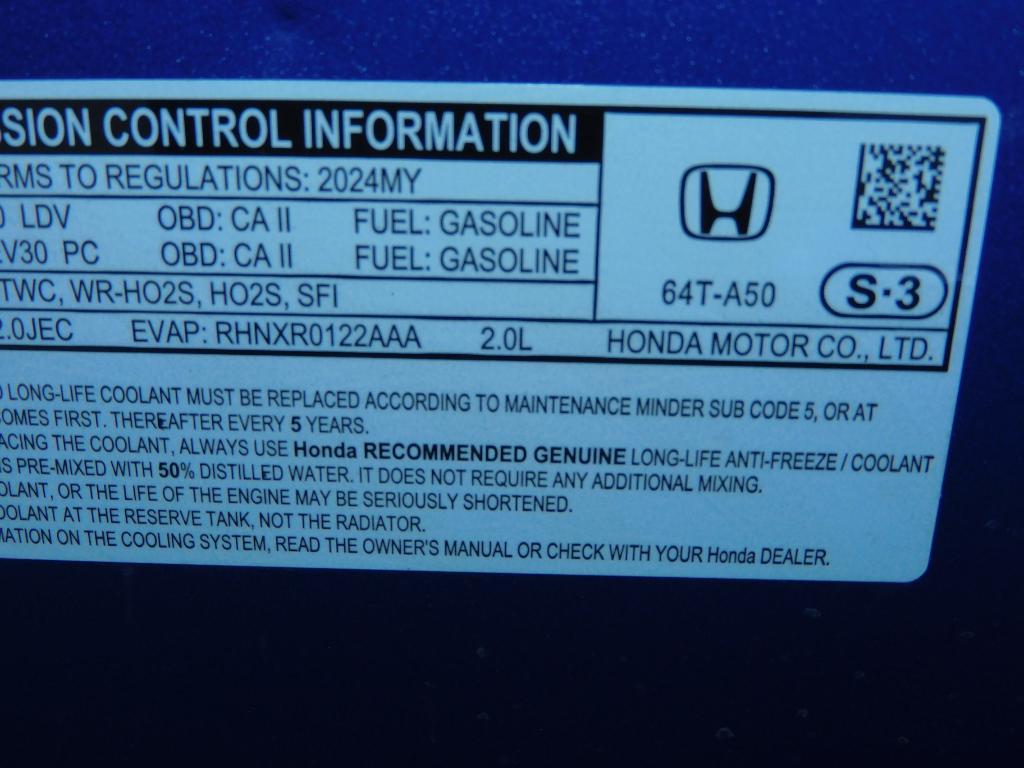 SSION CONTROL INFORMATION
RMS TO REGULATIONS: 2024MY
0 LDV OBD: CA II FUEL: GASOLINE
V30 PC OBD: CA II FUEL: GASOLINE
TWC, WR-HO2S, HO2S, SFI
64T-A50 S·3
2.0JEC EVAP: RHNXR0122AAA 2.0L HONDA MOTOR CO., LTD.
LONG-LIFE COOLANT MUST BE REPLACED ACCORDING TO MAINTENANCE MINDER SUB CODE 5, OR AT
OMES FIRST. THEREAFTER EVERY 5 YEARS.
ACING THE COOLANT, ALWAYS USE Honda RECOMMENDED GENUINE LONG-LIFE ANTI-FREEZE / COOLANT
IS PRE-MIXED WITH 50% DISTILLED WATER. IT DOES NOT REQUIRE ANY ADDITIONAL MIXING.
OLANT, OR THE LIFE OF THE ENGINE MAY BE SERIOUSLY SHORTENED.
OOLANT AT THE RESERVE TANK, NOT THE RADIATOR.
MATION ON THE COOLING SYSTEM, READ THE OWNER'S MANUAL OR CHECK WITH YOUR Honda DEALER.